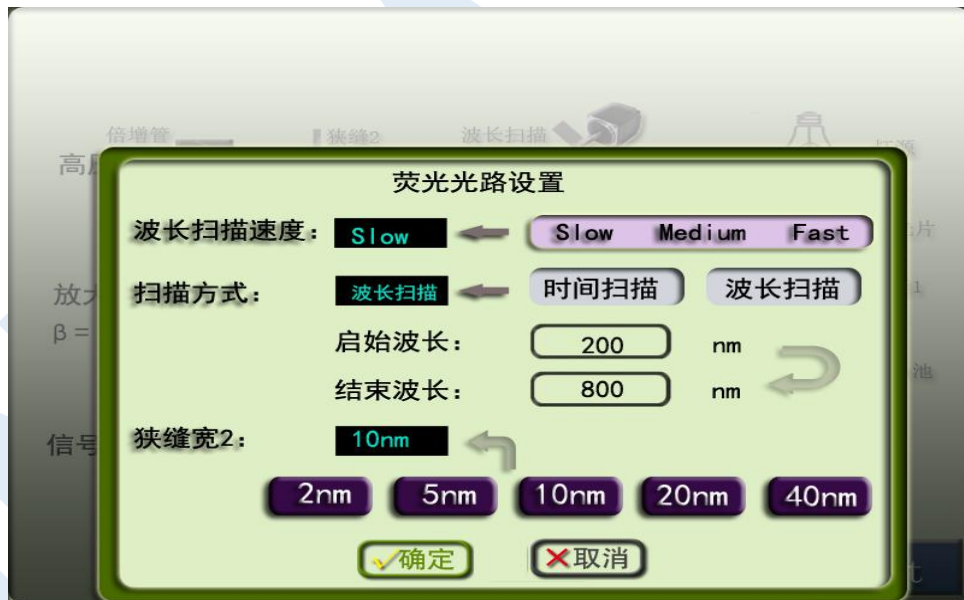 倍增管 狭缝2 波长扫描
高
荧光光路设置
波长扫描速度: Slow Slow Medium Fast
片
扫描方式: 波长扫描 时间扫描 波长扫描
放
1
β =
启始波长: 200 nm
结束波长: 800 nm
池
信号
狭缝宽2: 10nm
2nm 5nm 10nm 20nm 40nm
确定 取消
t